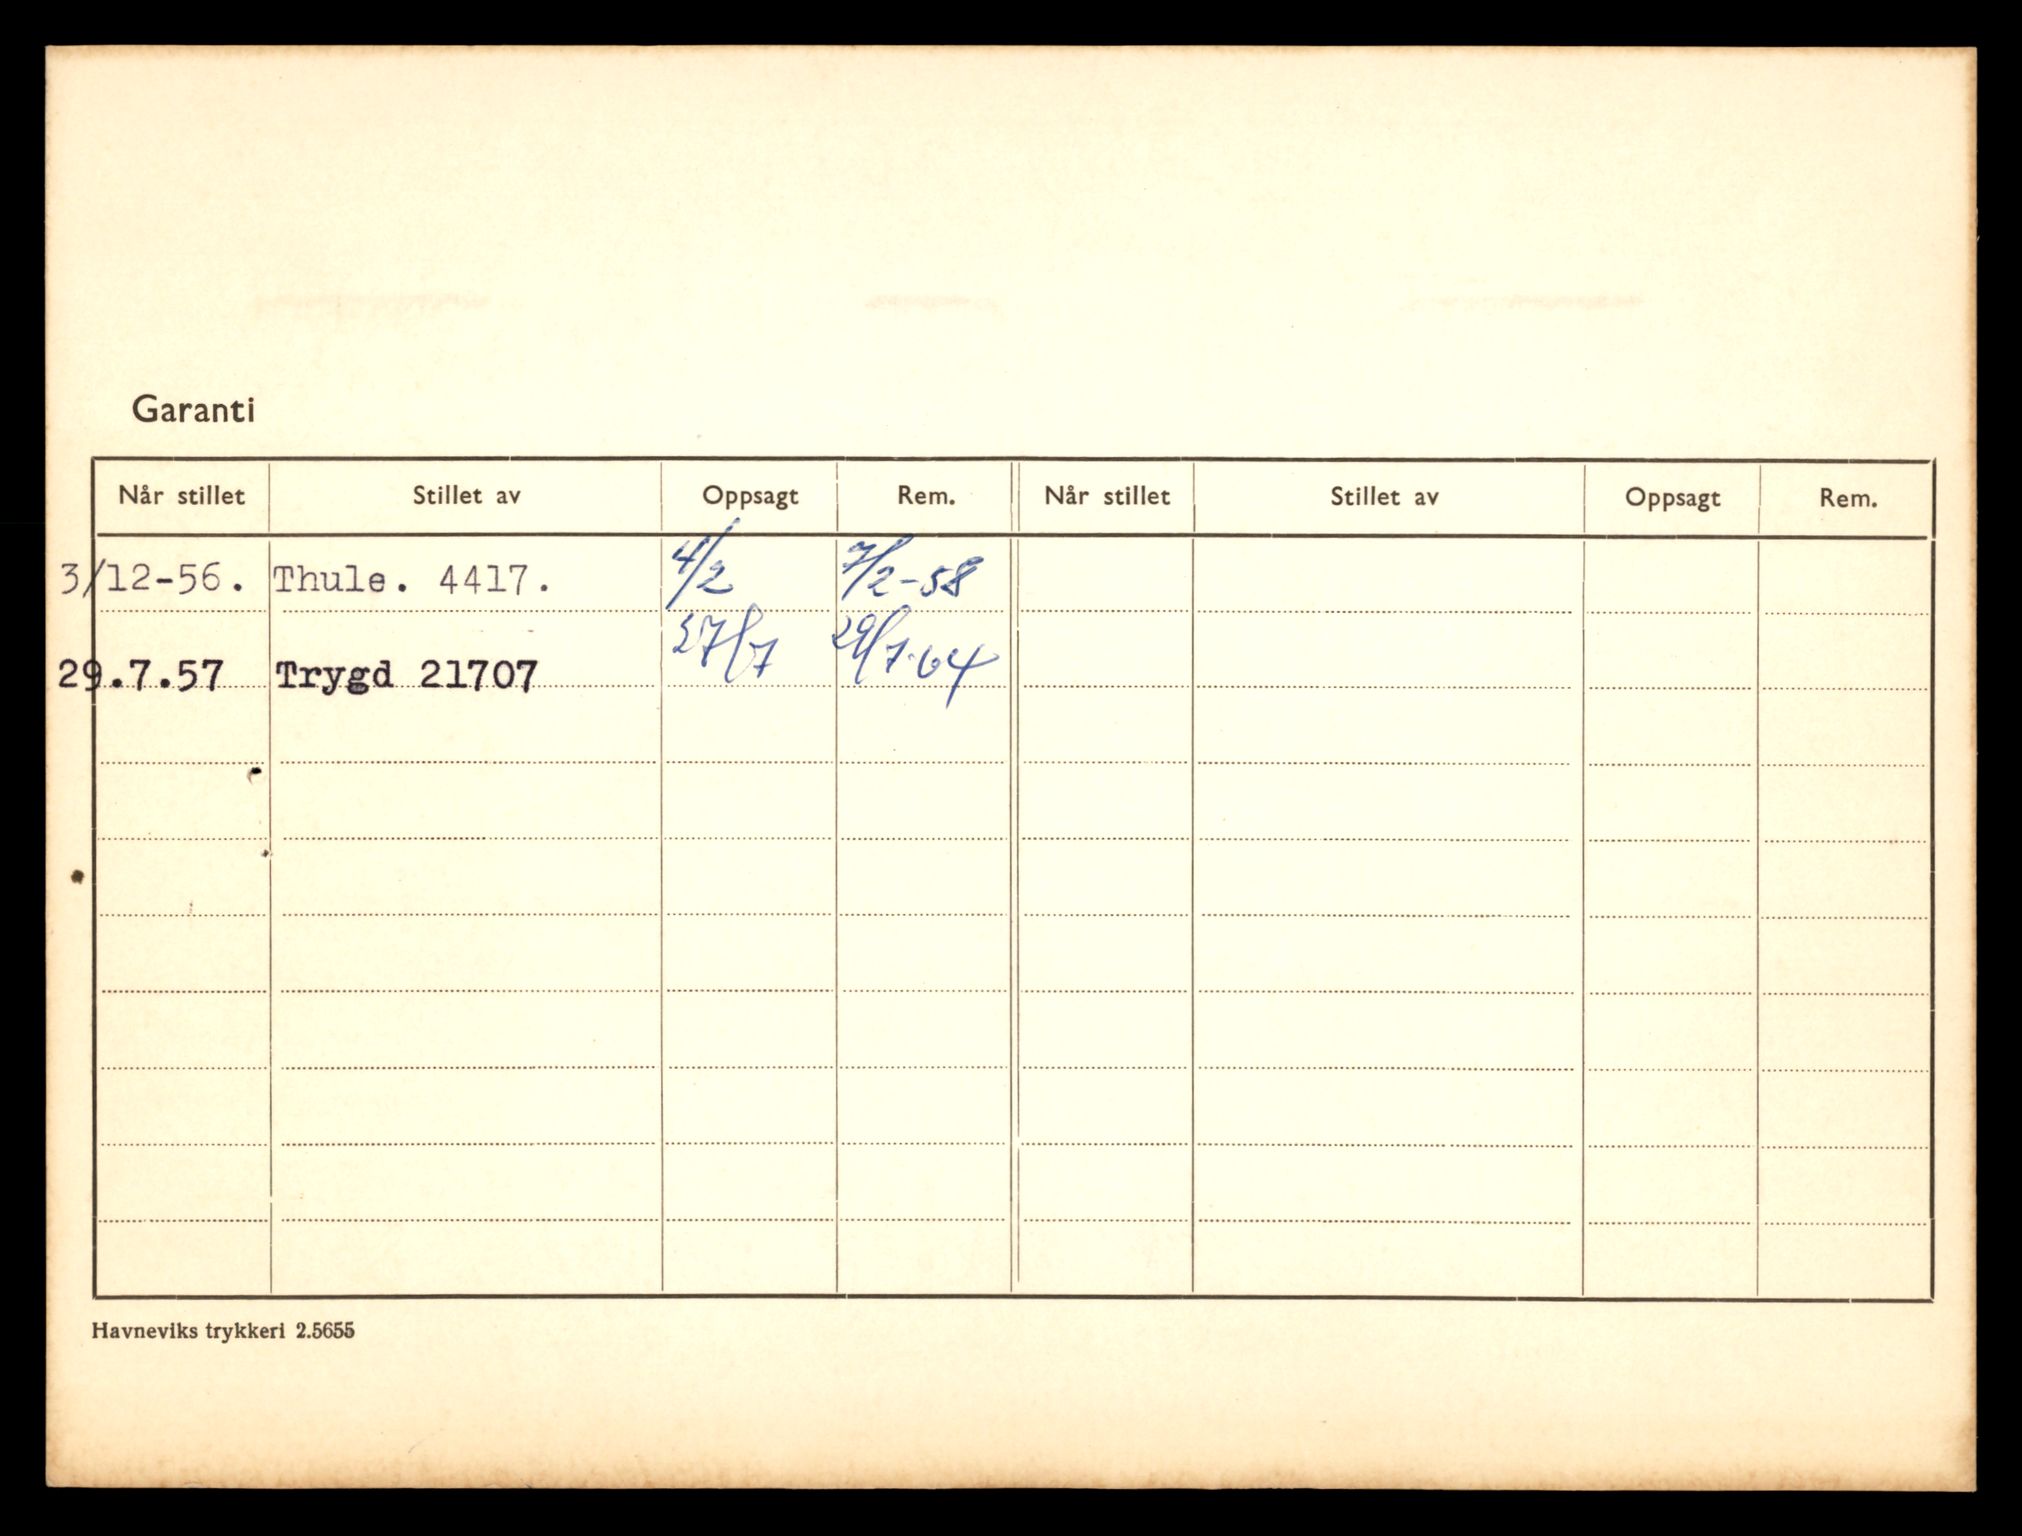 Garanti
Når stillet Stillet av Oppsagt Rem. Når stillet Stillet av Oppsagt Rem.
3/12-56. Thule. 4417. 4/2 7/2-58
29.7.57 Trygd 21707 27/7 29/7-64
Havneviks trykkeri 2.5655